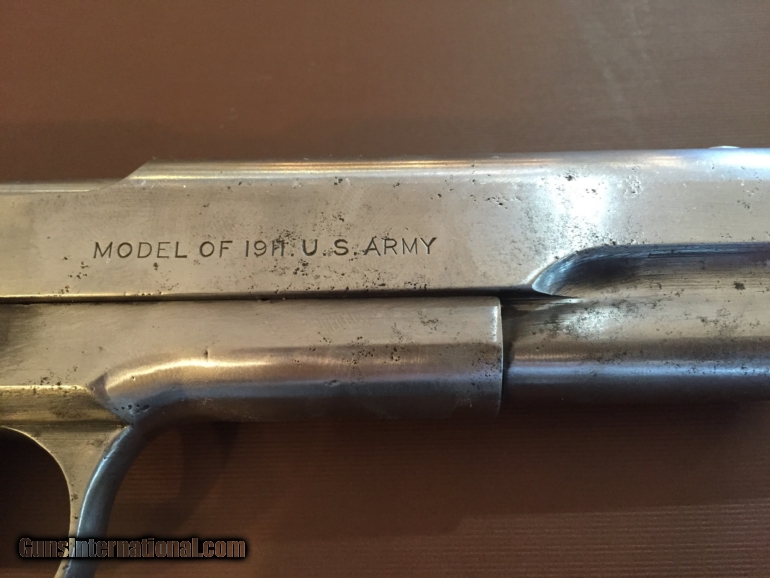 MODEL OF 1911. U. S. ARMY
GunsInternational.com